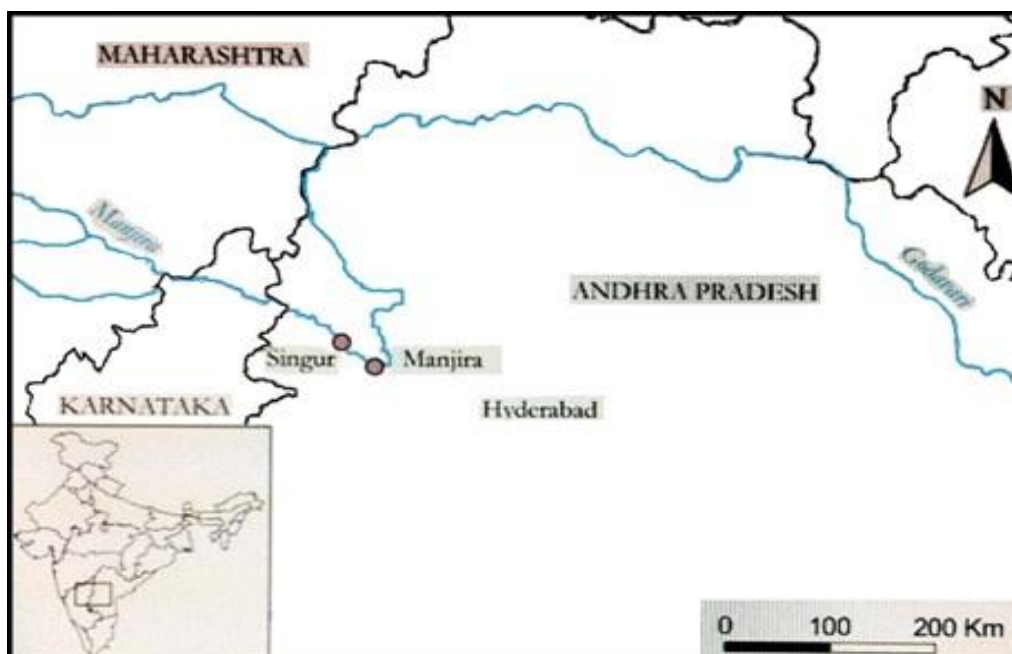 MAHARASHTRA
N
Manjira
Godavari
ANDHRA PRADESH
Singur
Manjira
Hyderabad
KARNATAKA
0 100 200 Km